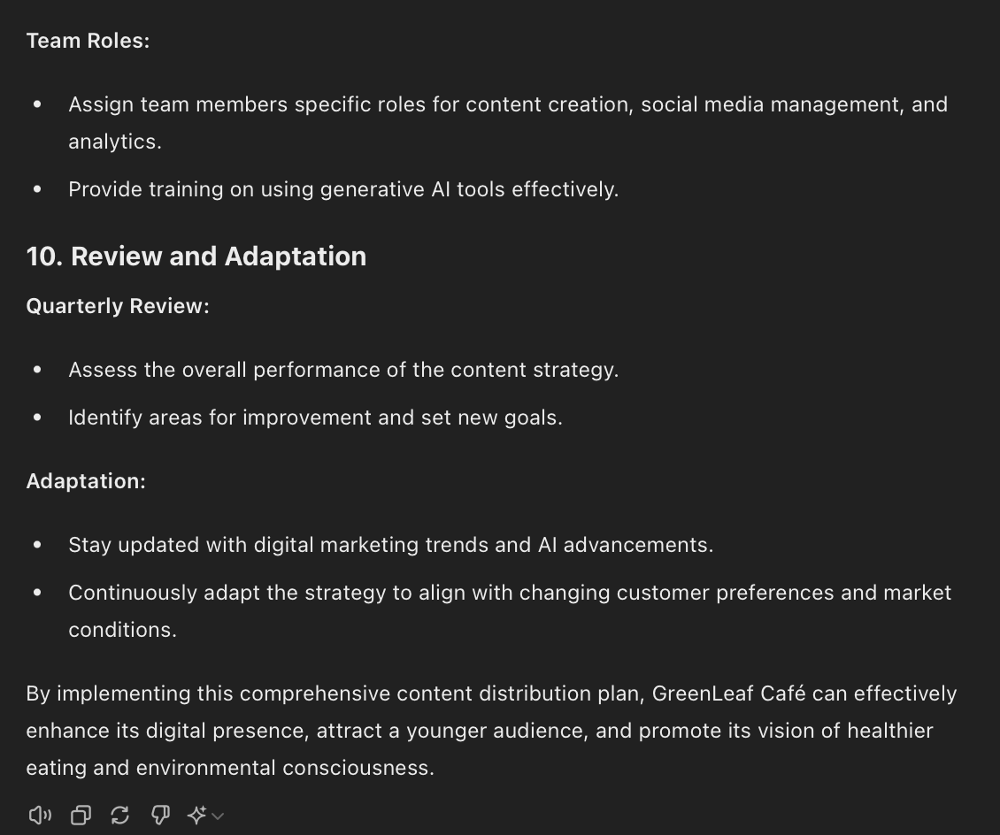 Team Roles:
• Assign team members specific roles for content creation, social media management, and
analytics.
• Provide training on using generative AI tools effectively.
10. Review and Adaptation
Quarterly Review:
• Assess the overall performance of the content strategy.
• Identify areas for improvement and set new goals.
Adaptation:
• Stay updated with digital marketing trends and AI advancements.
• Continuously adapt the strategy to align with changing customer preferences and market
conditions.
By implementing this comprehensive content distribution plan, GreenLeaf Café can effectively
enhance its digital presence, attract a younger audience, and promote its vision of healthier
eating and environmental consciousness.